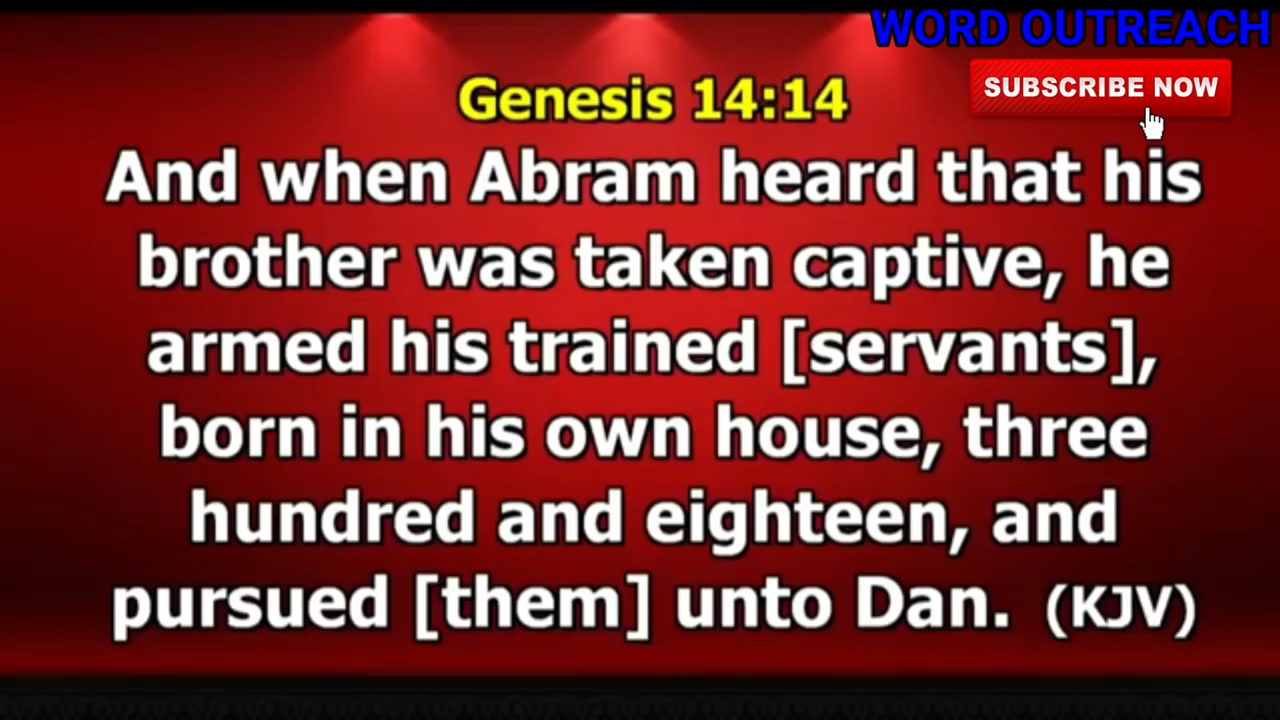 WORD OUTREACH
SUBSCRIBE NOW
Genesis 14:14
And when Abram heard that his
brother was taken captive, he
armed his trained [servants],
born in his own house, three
hundred and eighteen, and
pursued [them] unto Dan. (KJV)